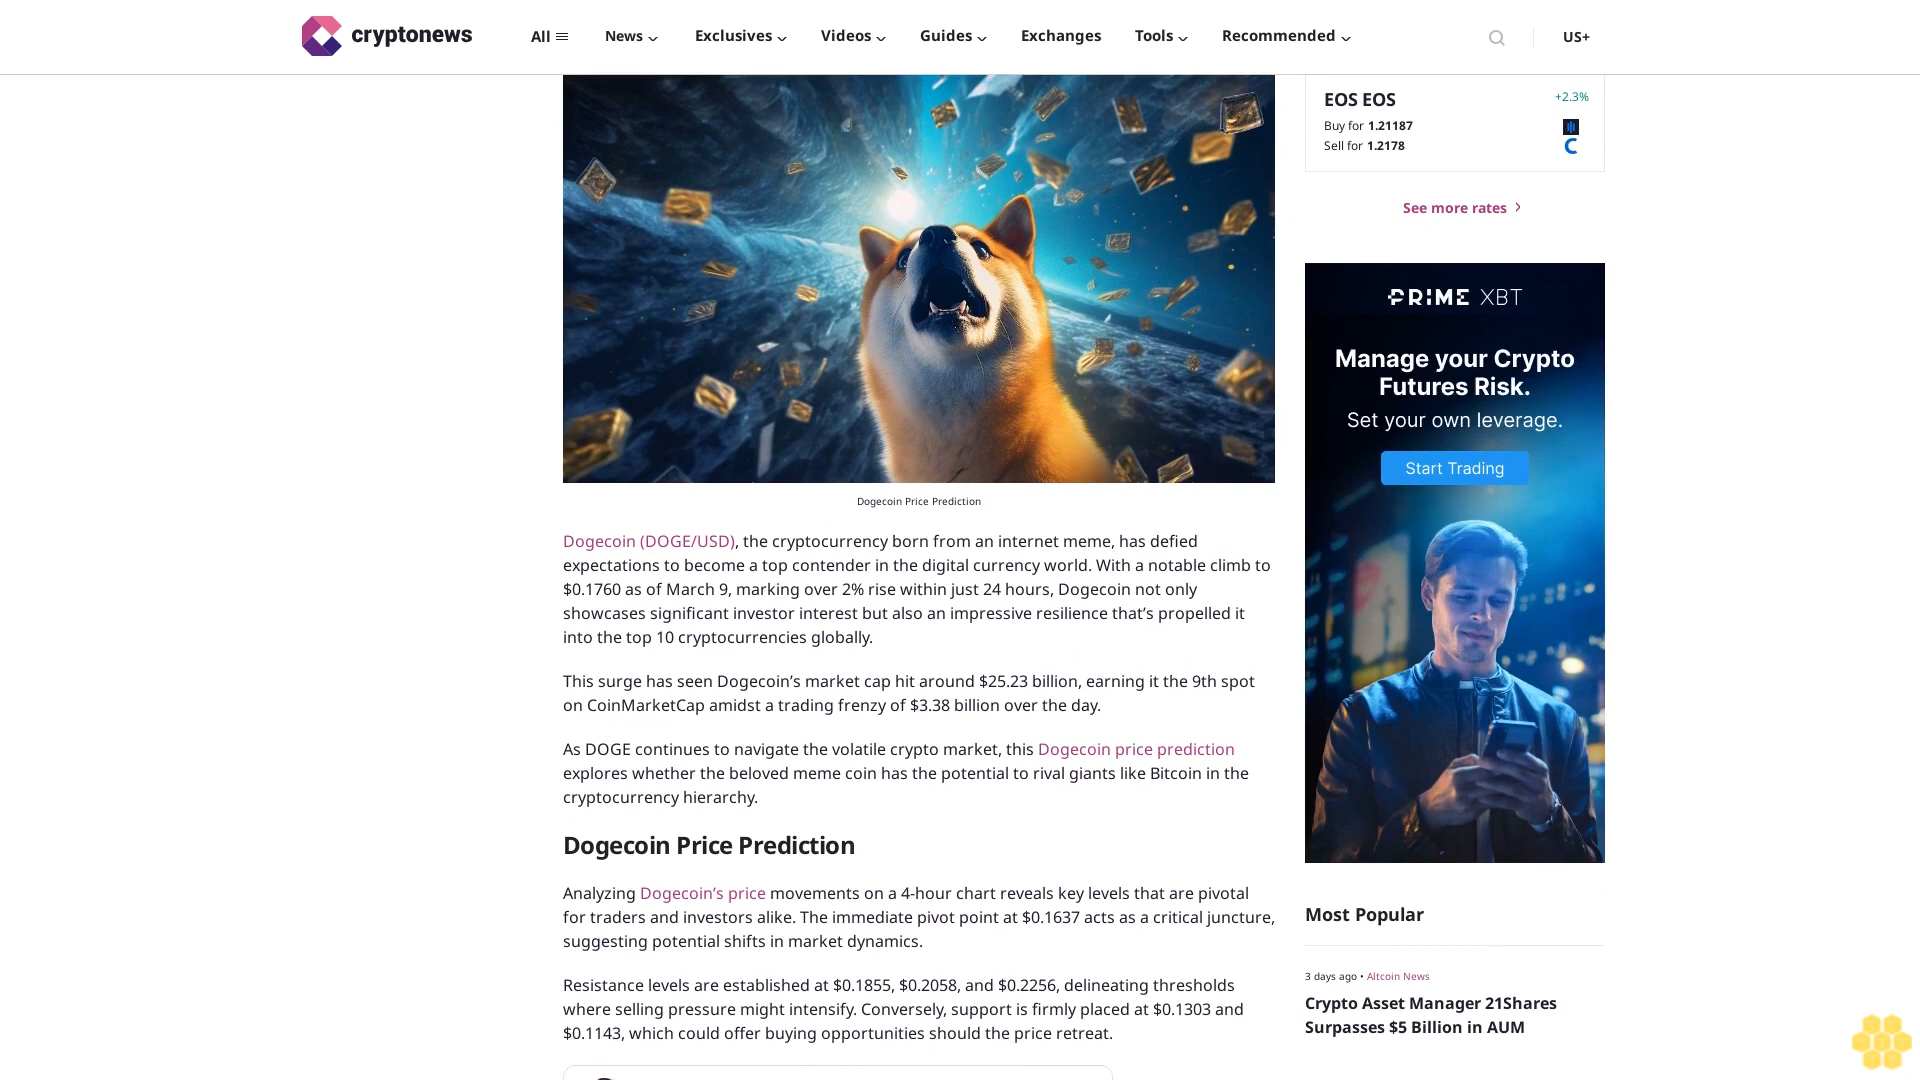 cryptonews
All
News
Exclusives
Videos
Guides
Exchanges
Tools
Recommended
US+
EOS EOS
+2.3%
Buy for 1.21187
Sell for 1.2178
See more rates
PRIME XBT
Manage your Crypto
Futures Risk.
Set your own leverage.
Start Trading
Dogecoin Price Prediction
Dogecoin (DOGE/USD), the cryptocurrency born from an internet meme, has defied
expectations to become a top contender in the digital currency world. With a notable climb to
$0.1760 as of March 9, marking over 2% rise within just 24 hours, Dogecoin not only
showcases significant investor interest but also an impressive resilience that’s propelled it
into the top 10 cryptocurrencies globally.
This surge has seen Dogecoin’s market cap hit around $25.23 billion, earning it the 9th spot
on CoinMarketCap amidst a trading frenzy of $3.38 billion over the day.
As DOGE continues to navigate the volatile crypto market, this Dogecoin price prediction
explores whether the beloved meme coin has the potential to rival giants like Bitcoin in the
cryptocurrency hierarchy.
Dogecoin Price Prediction
Analyzing Dogecoin’s price movements on a 4-hour chart reveals key levels that are pivotal
for traders and investors alike. The immediate pivot point at $0.1637 acts as a critical juncture,
suggesting potential shifts in market dynamics.
Resistance levels are established at $0.1855, $0.2058, and $0.2256, delineating thresholds
where selling pressure might intensify. Conversely, support is firmly placed at $0.1303 and
$0.1143, which could offer buying opportunities should the price retreat.
Most Popular
3 days ago • Altcoin News
Crypto Asset Manager 21Shares
Surpasses $5 Billion in AUM